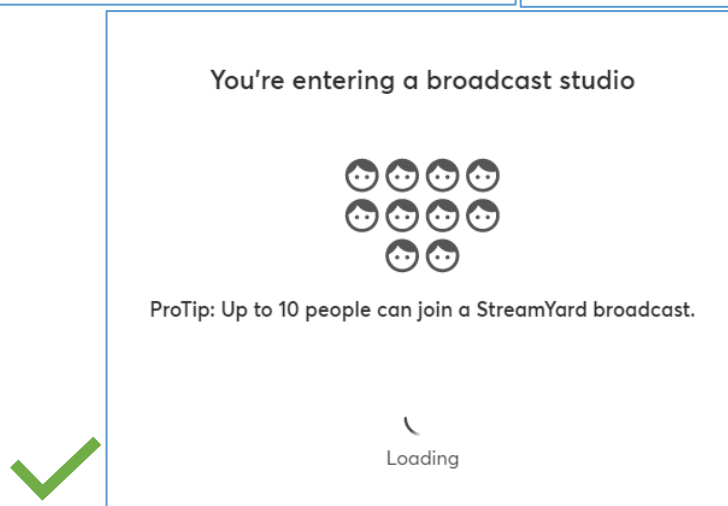 You're entering a broadcast studio
ProTip: Up to 10 people can join a StreamYard broadcast.
Loading